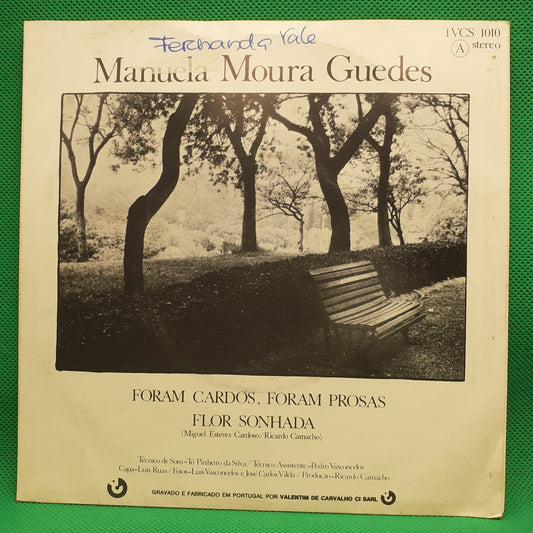 Fernanda Vale
1 VCS 1010
A stereo
Manuela Moura Guedes
FORAM CARDOS, FORAM PROSAS
FLOR SONHADA
(Miguel Esteves Cardoso/Ricardo Camacho)
Técnico de Som-Tó Pinheiro da Silva/Técnico Assistente-Pedro Vasconcelos
Capa-Luís Ruas/Fotos-Luís Vasconcelos e José Carlos Vilela/Produção-Ricardo Camacho
GRAVADO E FABRICADO EM PORTUGAL POR VALENTIM DE CARVALHO CI SARL